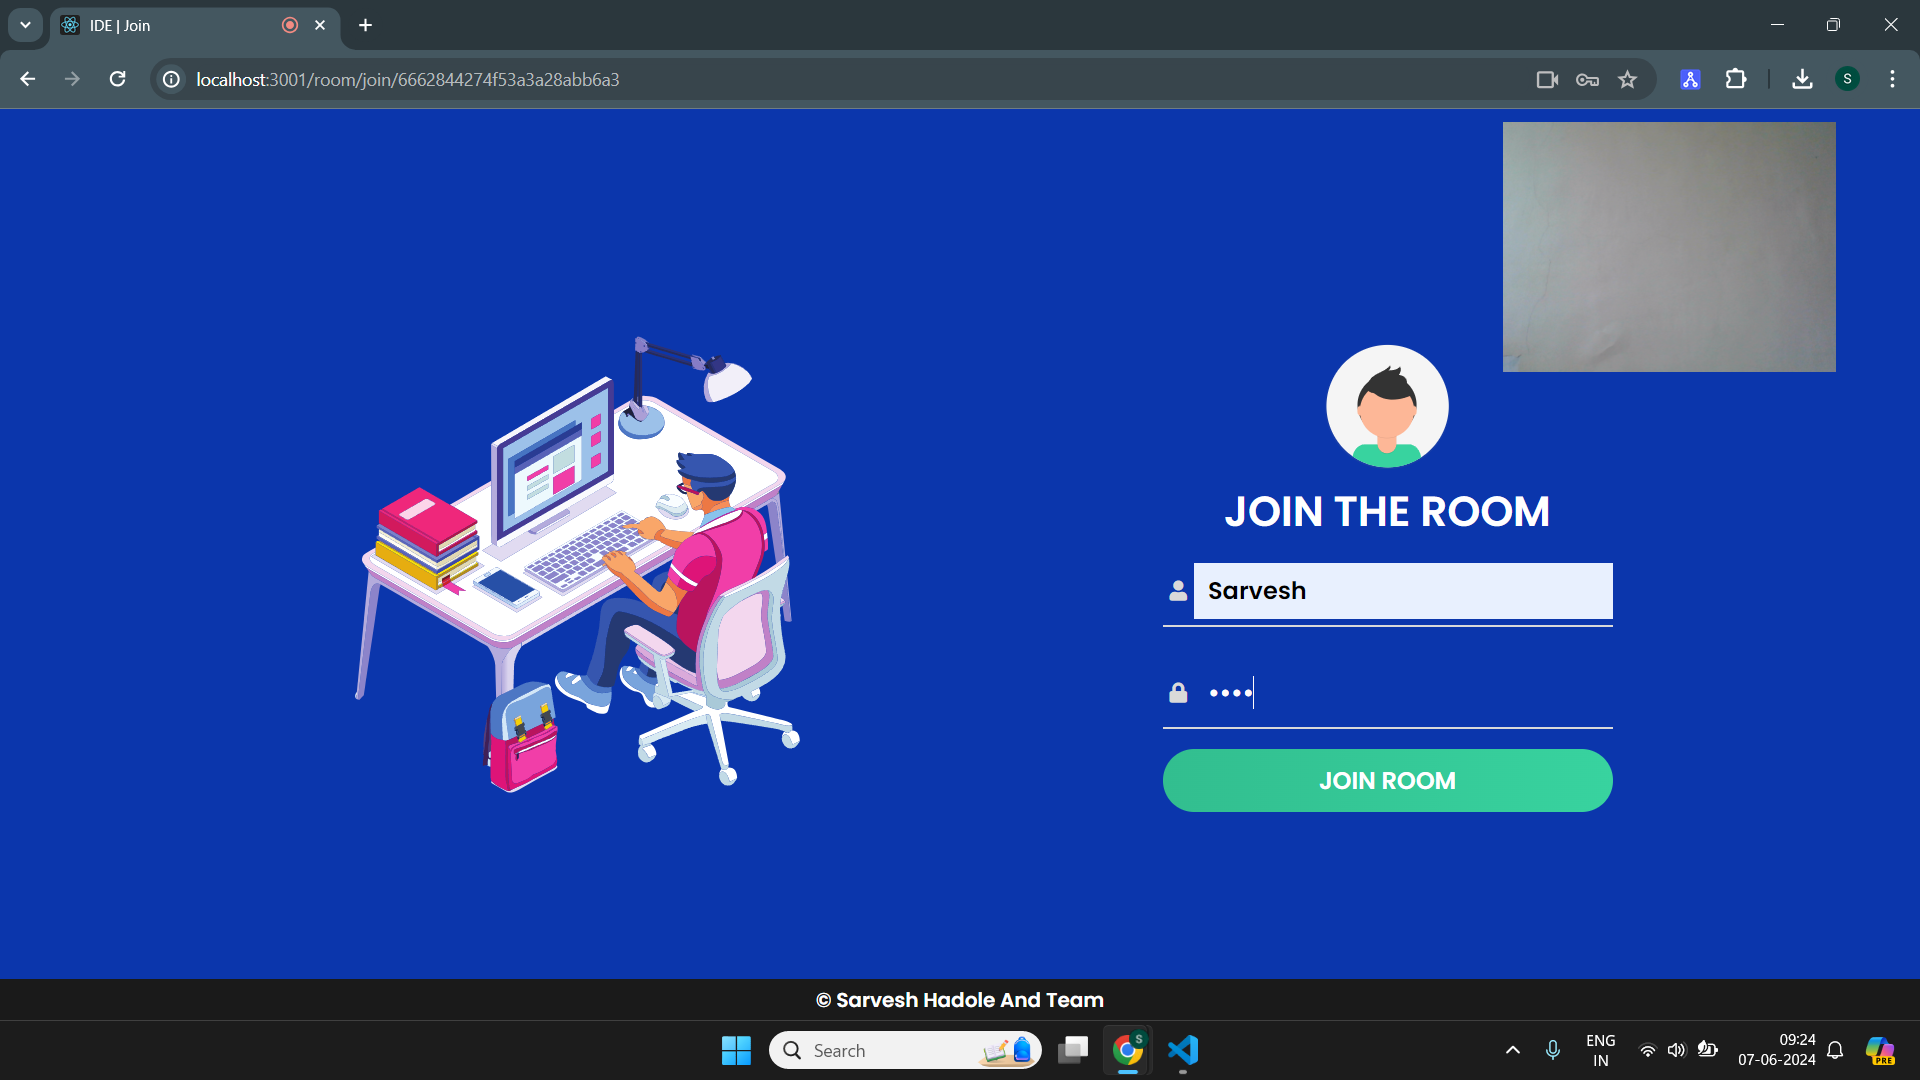 IDE | Join
localhost:3001/room/join/6662844274f53a3a28abb6a3
S
JOIN THE ROOM
Sarvesh
••••
JOIN ROOM
© Sarvesh Hadole And Team
Search
S
ENG
IN
09:24
07-06-2024
PRE